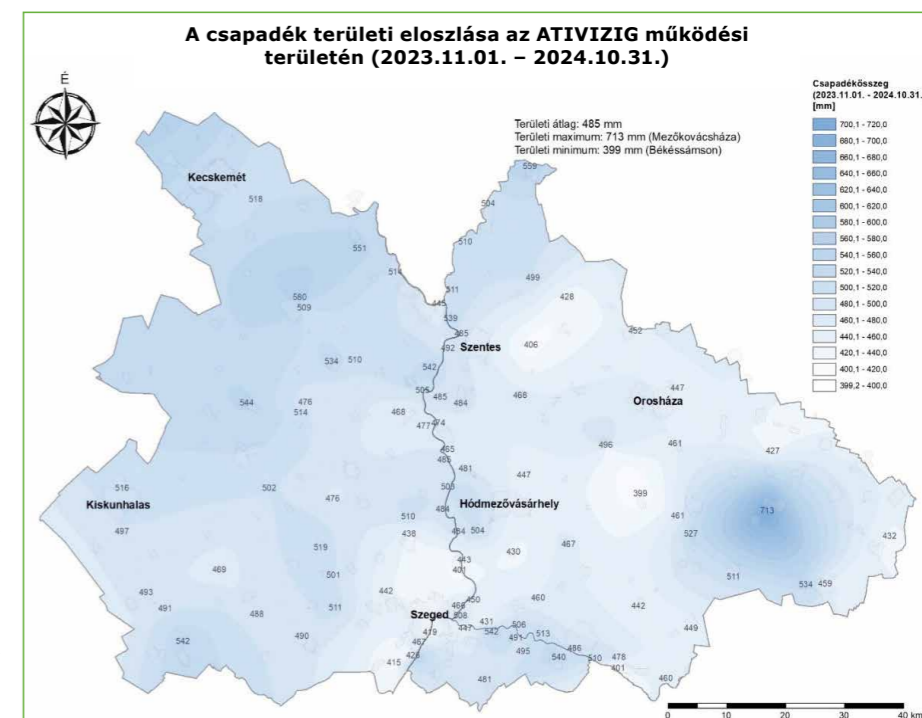 A csapadék területi eloszlása az ATIVIZIG működési
területén (2023.11.01. – 2024.10.31.)
É
Csapadékösszeg
(2023.11.01. - 2024.10.31.)
[mm]
700,1 - 720,0
680,1 - 700,0
660,1 - 680,0
640,1 - 660,0
620,1 - 640,0
600,1 - 620,0
580,1 - 600,0
560,1 - 580,0
540,1 - 560,0
520,1 - 540,0
500,1 - 520,0
480,1 - 500,0
460,1 - 480,0
440,1 - 460,0
420,1 - 440,0
400,1 - 420,0
399,2 - 400,0
Területi átlag: 485 mm
Területi maximum: 713 mm (Mezőkovácsháza)
Területi minimum: 399 mm (Békéssámson)
559
Kecskemét
518
504
551
510
514
499
580
509
511
445
428
539
485
452
492
Szentes
406
534
510
542
447
505
485
484
468
Orosháza
544
476
514
468
477
474
496
461
427
465
465
481
447
516
502
476
503
399
Kiskunhalas
484
Hódmezővásárhely
713
510
461
497
438
484
504
527
432
519
430
467
443
401
469
501
511
534
459
493
442
450
460
491
511
466
442
488
Szeged
508
490
419
447
431
506
449
542
542
491
513
467
495
486
426
540
510
478
415
401
481
460
0 10 20 30 40 km